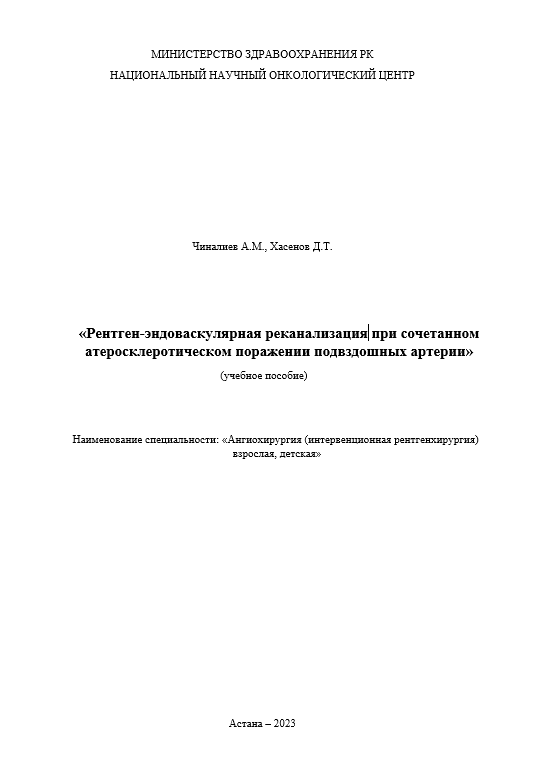 МИНИСТЕРСТВО ЗДРАВООХРАНЕНИЯ РК
НАЦИОНАЛЬНЫЙ НАУЧНЫЙ ОНКОЛОГИЧЕСКИЙ ЦЕНТР
Чиналиев А.М., Хасенов Д.Т.
«Рентген-эндоваскулярная реканализация при сочетанном
атеросклеротическом поражении подвздошных артерии»
(учебное пособие)
Наименование специальности: «Ангиохирургия (интервенционная рентгенхирургия)
взрослая, детская»
Астана – 2023